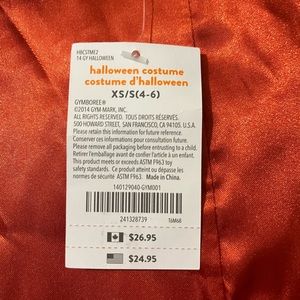 HBCSTME2
14 GY HALLOWEEN
halloween costume
costume d'halloween
XS/S(4-6)
GYMBOREE®
©2014 GYM-MARK, INC.
ALL RIGHTS RESERVED. TOUS DROITS RÉSERVÉS.
500 HOWARD STREET, SAN FRANCISCO, CA 94105. U.S.A.
Please retain this information for future reference.
Conserver ces informations pour consultation future.
Please remove all packaging before entrusting to a child.
Retirer l'emballage avant de confier l'article à un enfant.
This product meets or exceeds ASTM F963 toy
safety standards. Ce produit atteint ou dépasse les
normes de sécurité ASTM F963. Made in China.
140129040-GYM001
241328739
$26.95
$24.95